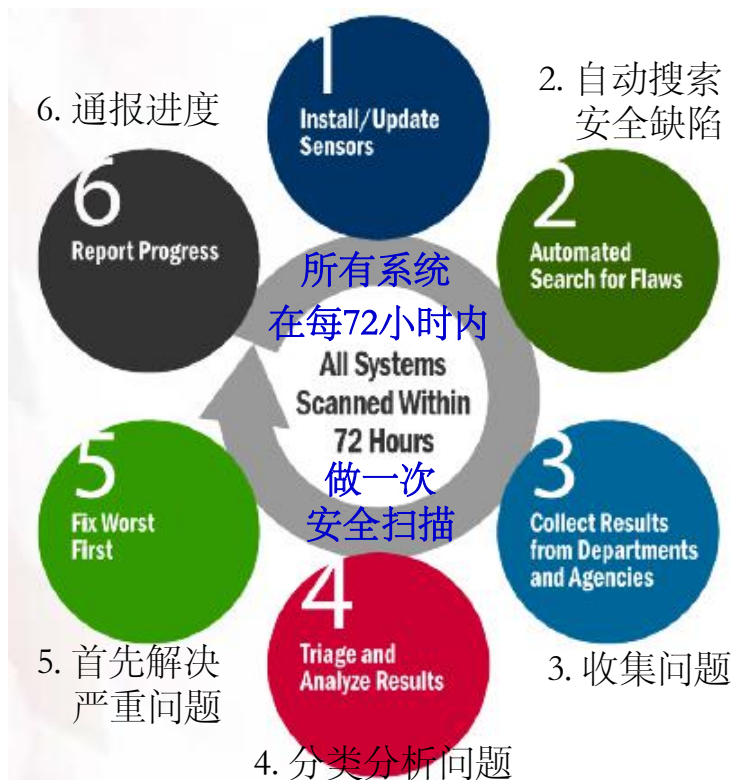 1
Install/Update
Sensors
2. 自动搜索
安全缺陷
2
Automated
Search for Flaws
3
Collect Results
from Departments
and Agencies
3. 收集问题
4
Triage and
Analyze Results
4. 分类分析问题
5
Fix Worst
First
5. 首先解决
严重问题
6. 通报进度
6
Report Progress
所有系统
在每72小时内
All Systems
Scanned Within
72 Hours
做一次
安全扫描